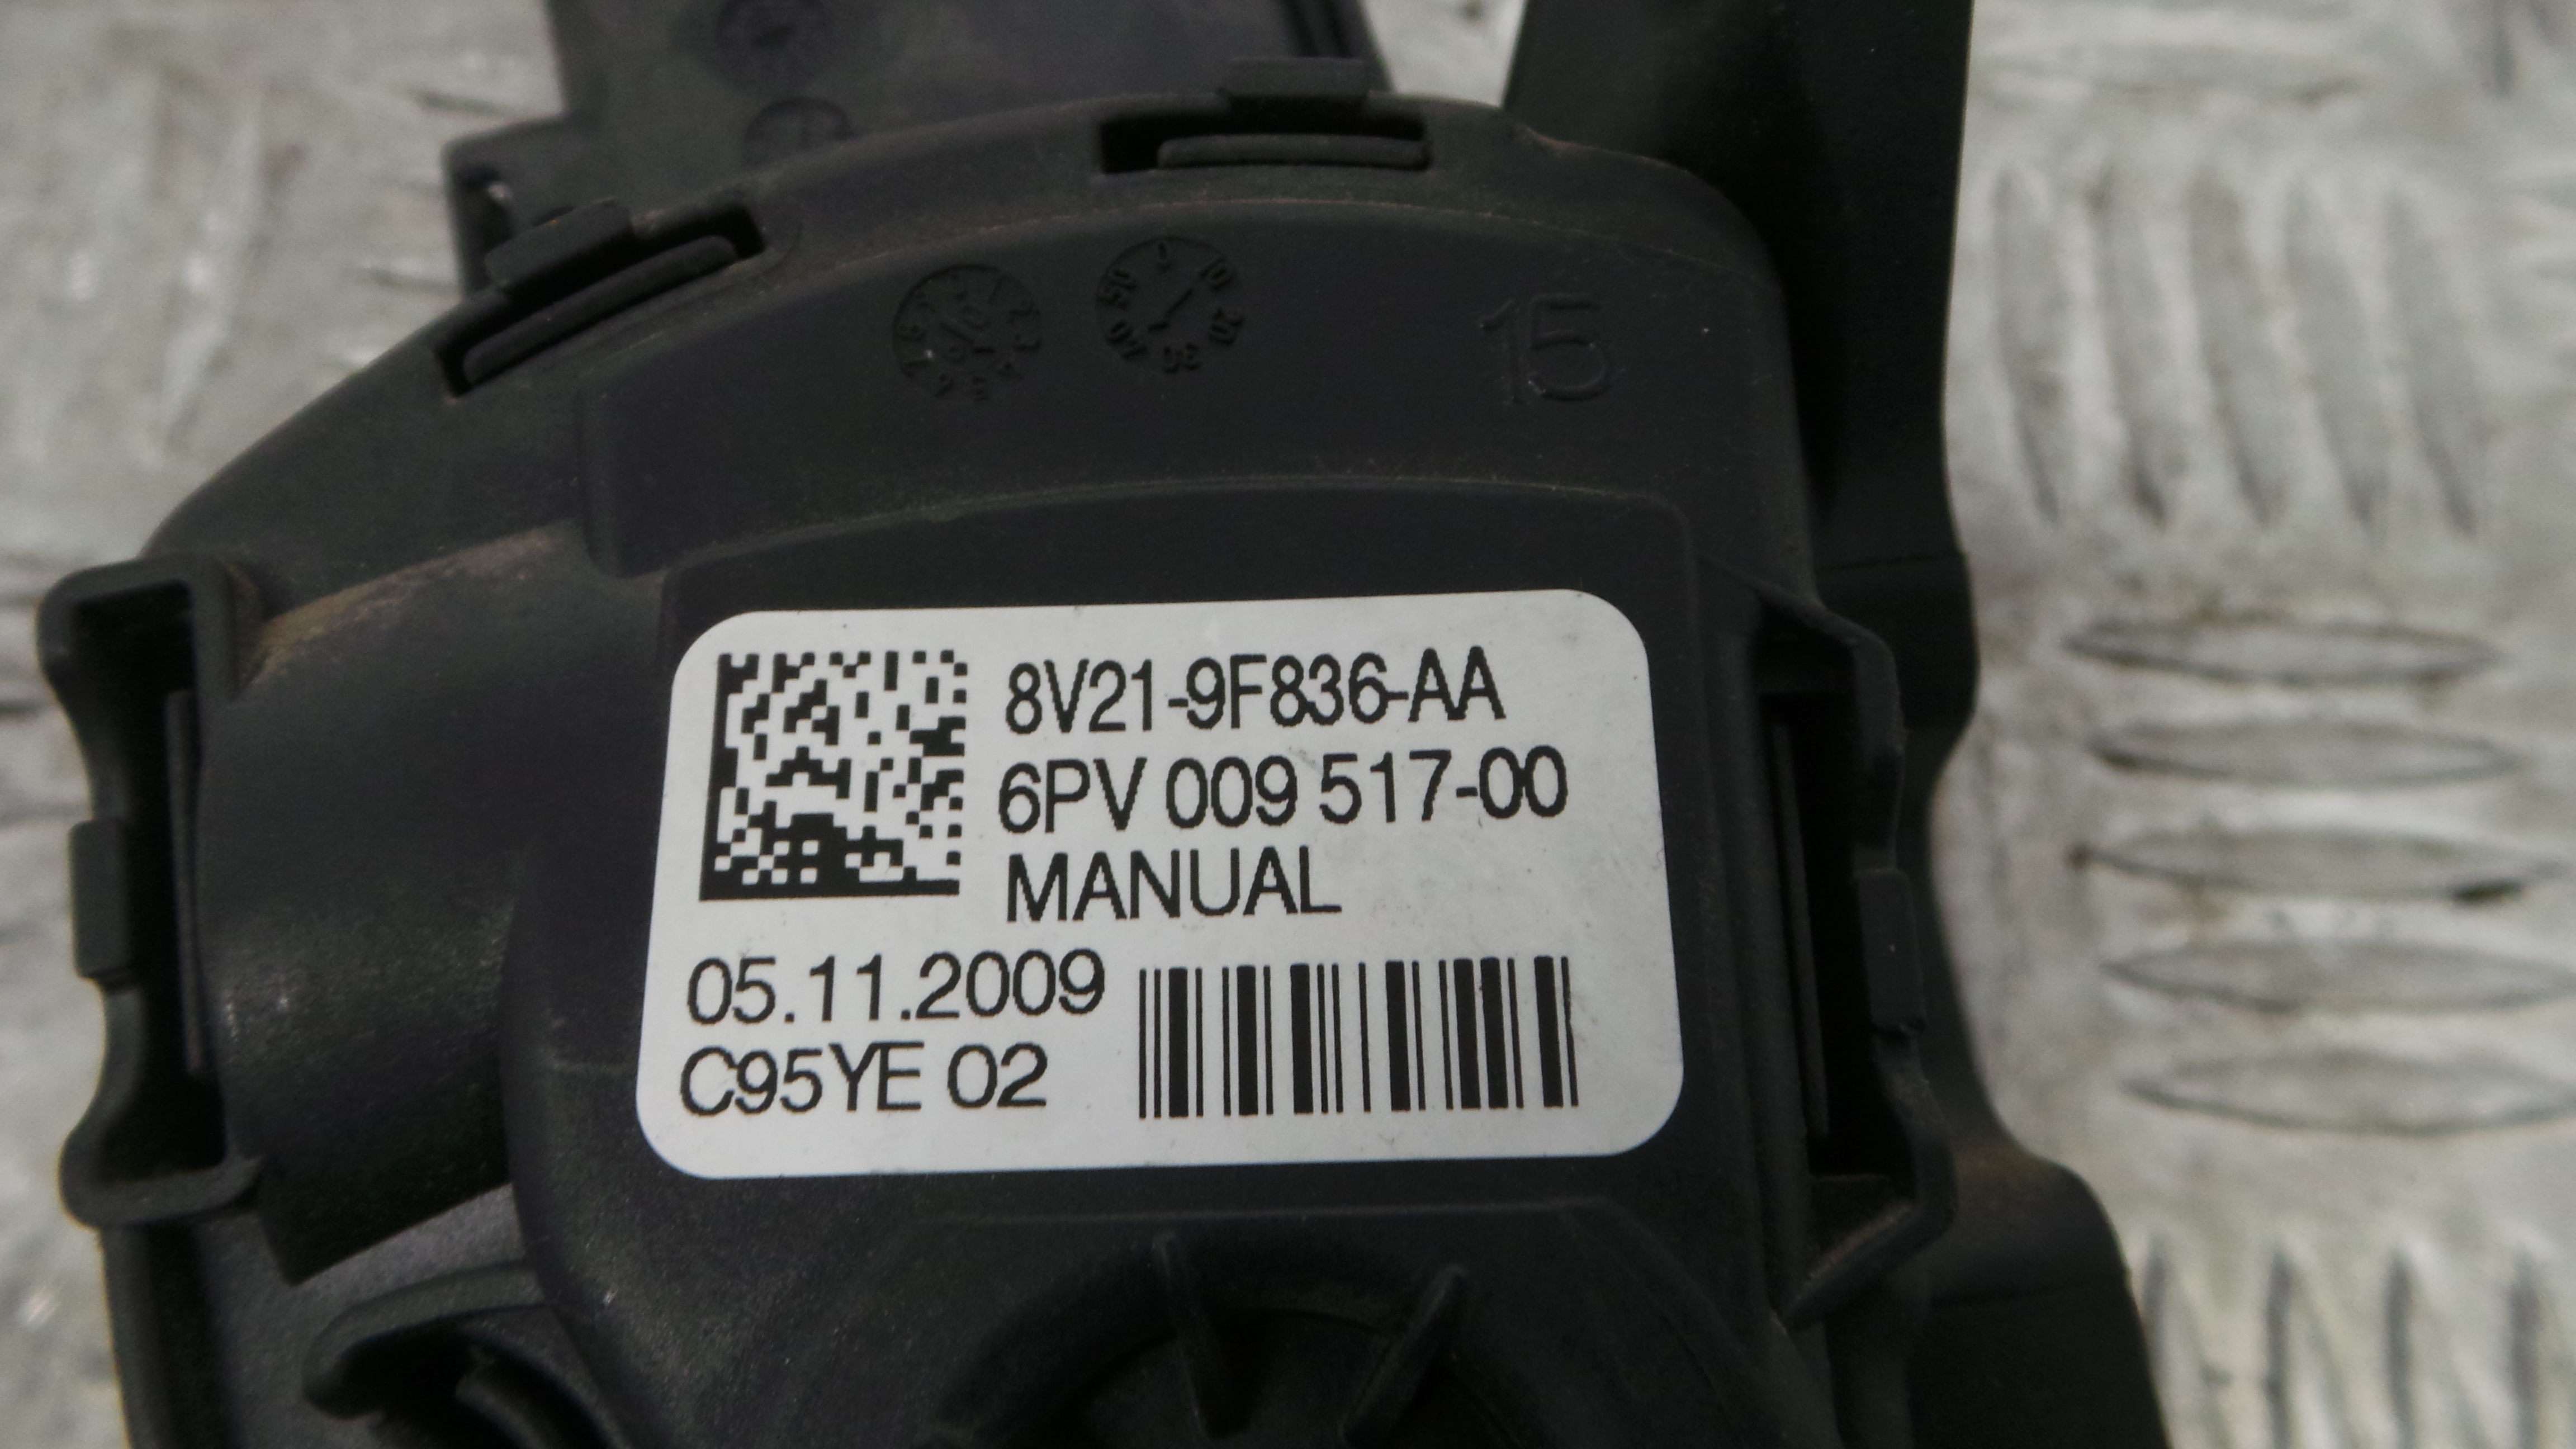 15
8V21-9F836-AA
6PV 009 517-00
MANUAL
05.11.2009
C95YE 02